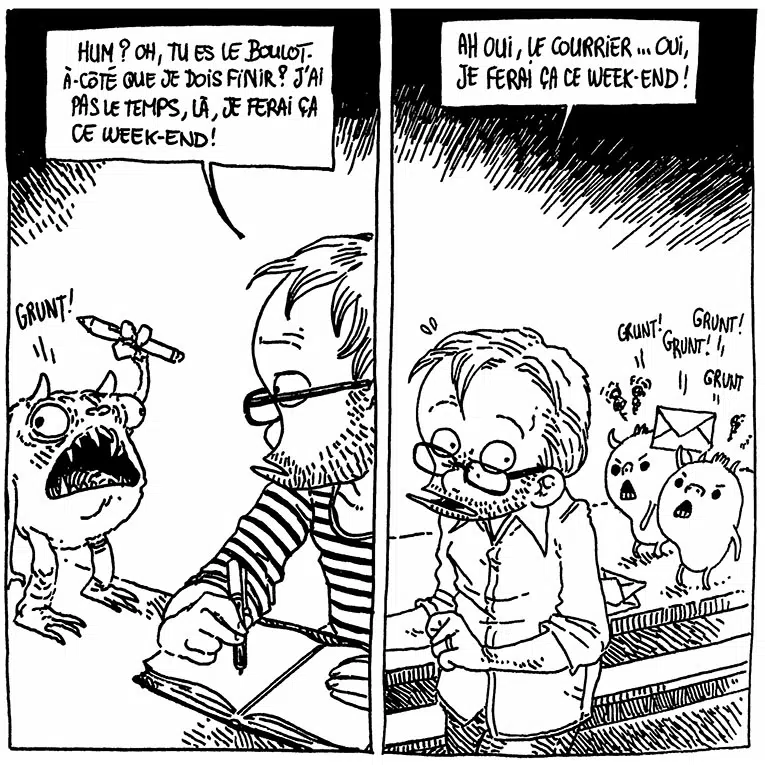 HUM ? OH, TU ES LE BOULOT-
À-CÔTÉ QUE JE DOIS FINIR ? J'AI
PAS LE TEMPS, LÀ, JE FERAI ÇA
CE WEEK-END !
GRUNT!
AH OUI, LE COURRIER ... OUI,
JE FERAI ÇA CE WEEK-END !
GRUNT!
GRUNT!
GRUNT!
GRUNT